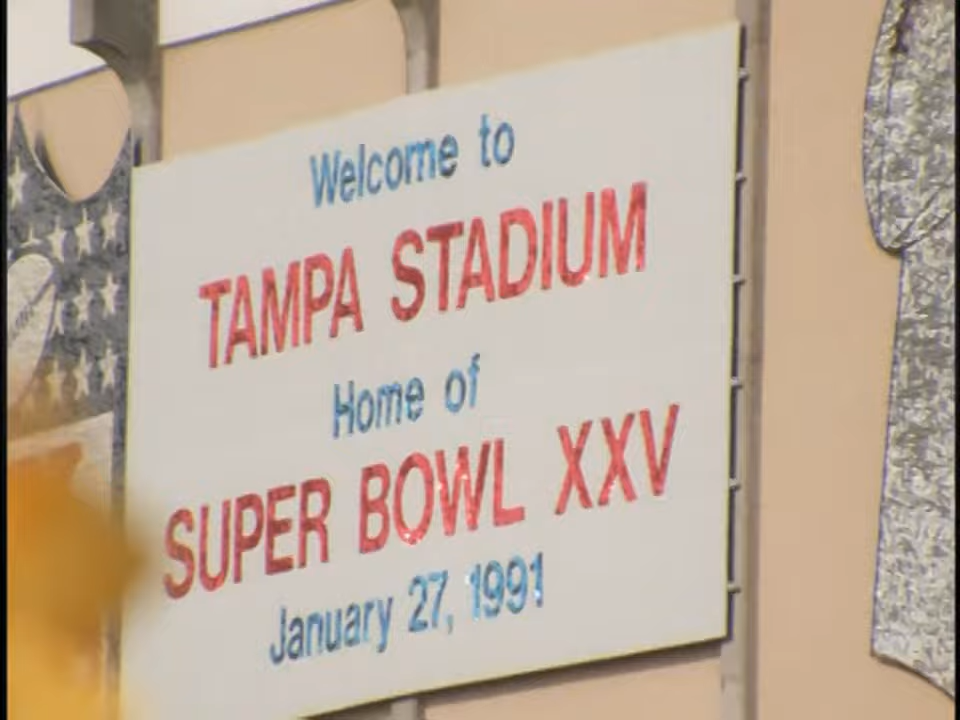 Welcome to
TAMPA STADIUM
Home of
SUPER BOWL XXV
January 27, 1991